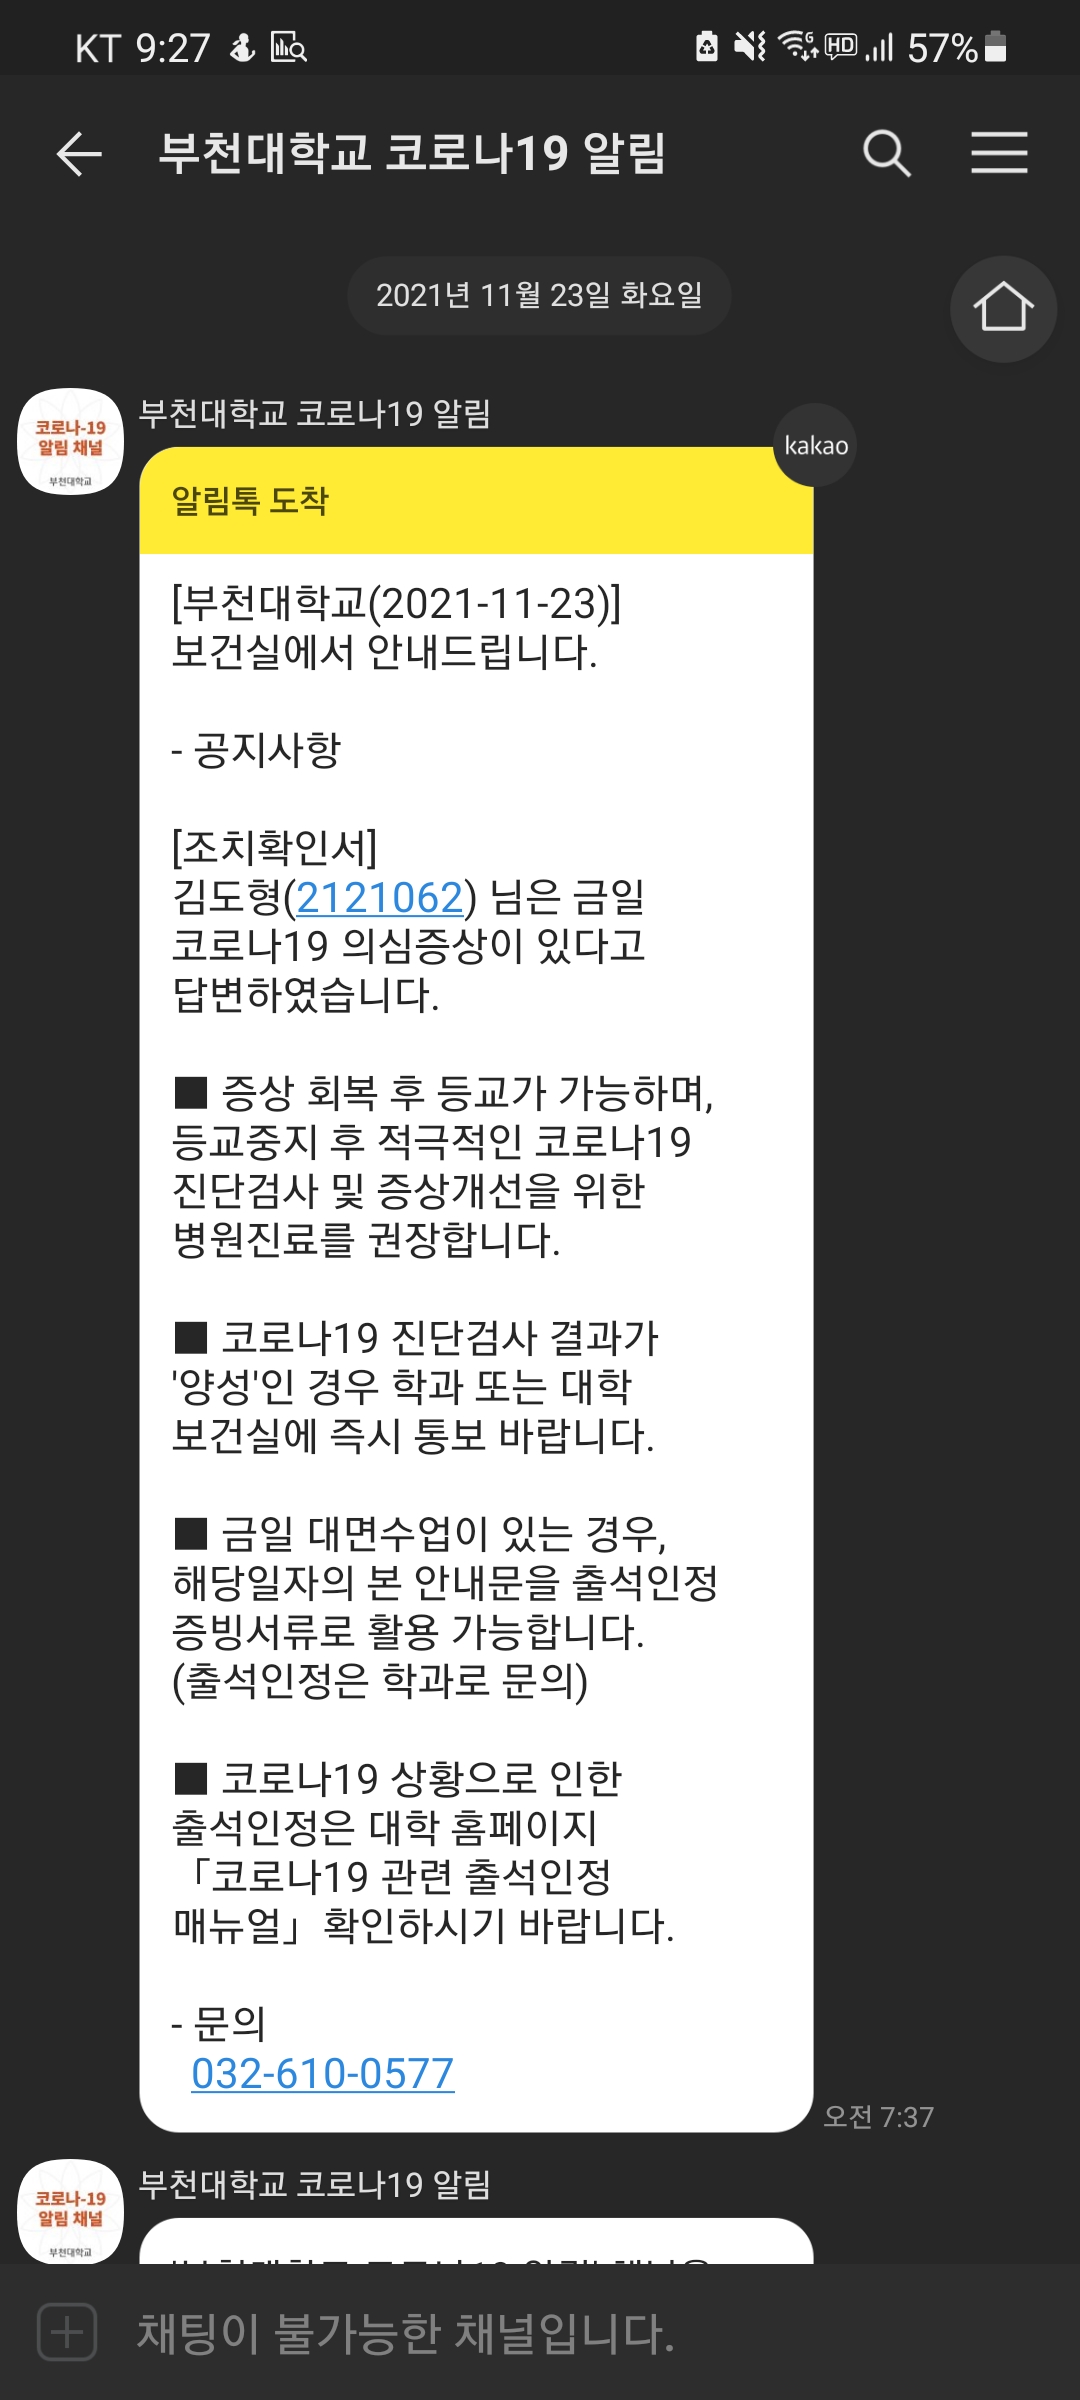 KT 9:27
HD 57%
부천대학교 코로나19 알림
2021년 11월 23일 화요일
코로나-19
알림 채널
부천대학교
부천대학교 코로나19 알림
kakao
알림톡 도착
[부천대학교(2021-11-23)]
보건실에서 안내드립니다.
- 공지사항
[조치확인서]
김도형(2121062) 님은 금일
코로나19 의심증상이 있다고
답변하였습니다.
■ 증상 회복 후 등교가 가능하며,
등교중지 후 적극적인 코로나19
진단검사 및 증상개선을 위한
병원진료를 권장합니다.
■ 코로나19 진단검사 결과가
'양성'인 경우 학과 또는 대학
보건실에 즉시 통보 바랍니다.
■ 금일 대면수업이 있는 경우,
해당일자의 본 안내문을 출석인정
증빙서류로 활용 가능합니다.
(출석인정은 학과로 문의)
■ 코로나19 상황으로 인한
출석인정은 대학 홈페이지
「코로나19 관련 출석인정
매뉴얼」확인하시기 바랍니다.
- 문의
032-610-0577
오전 7:37
코로나-19
알림 채널
부천대학교
부천대학교 코로나19 알림
채팅이 불가능한 채널입니다.